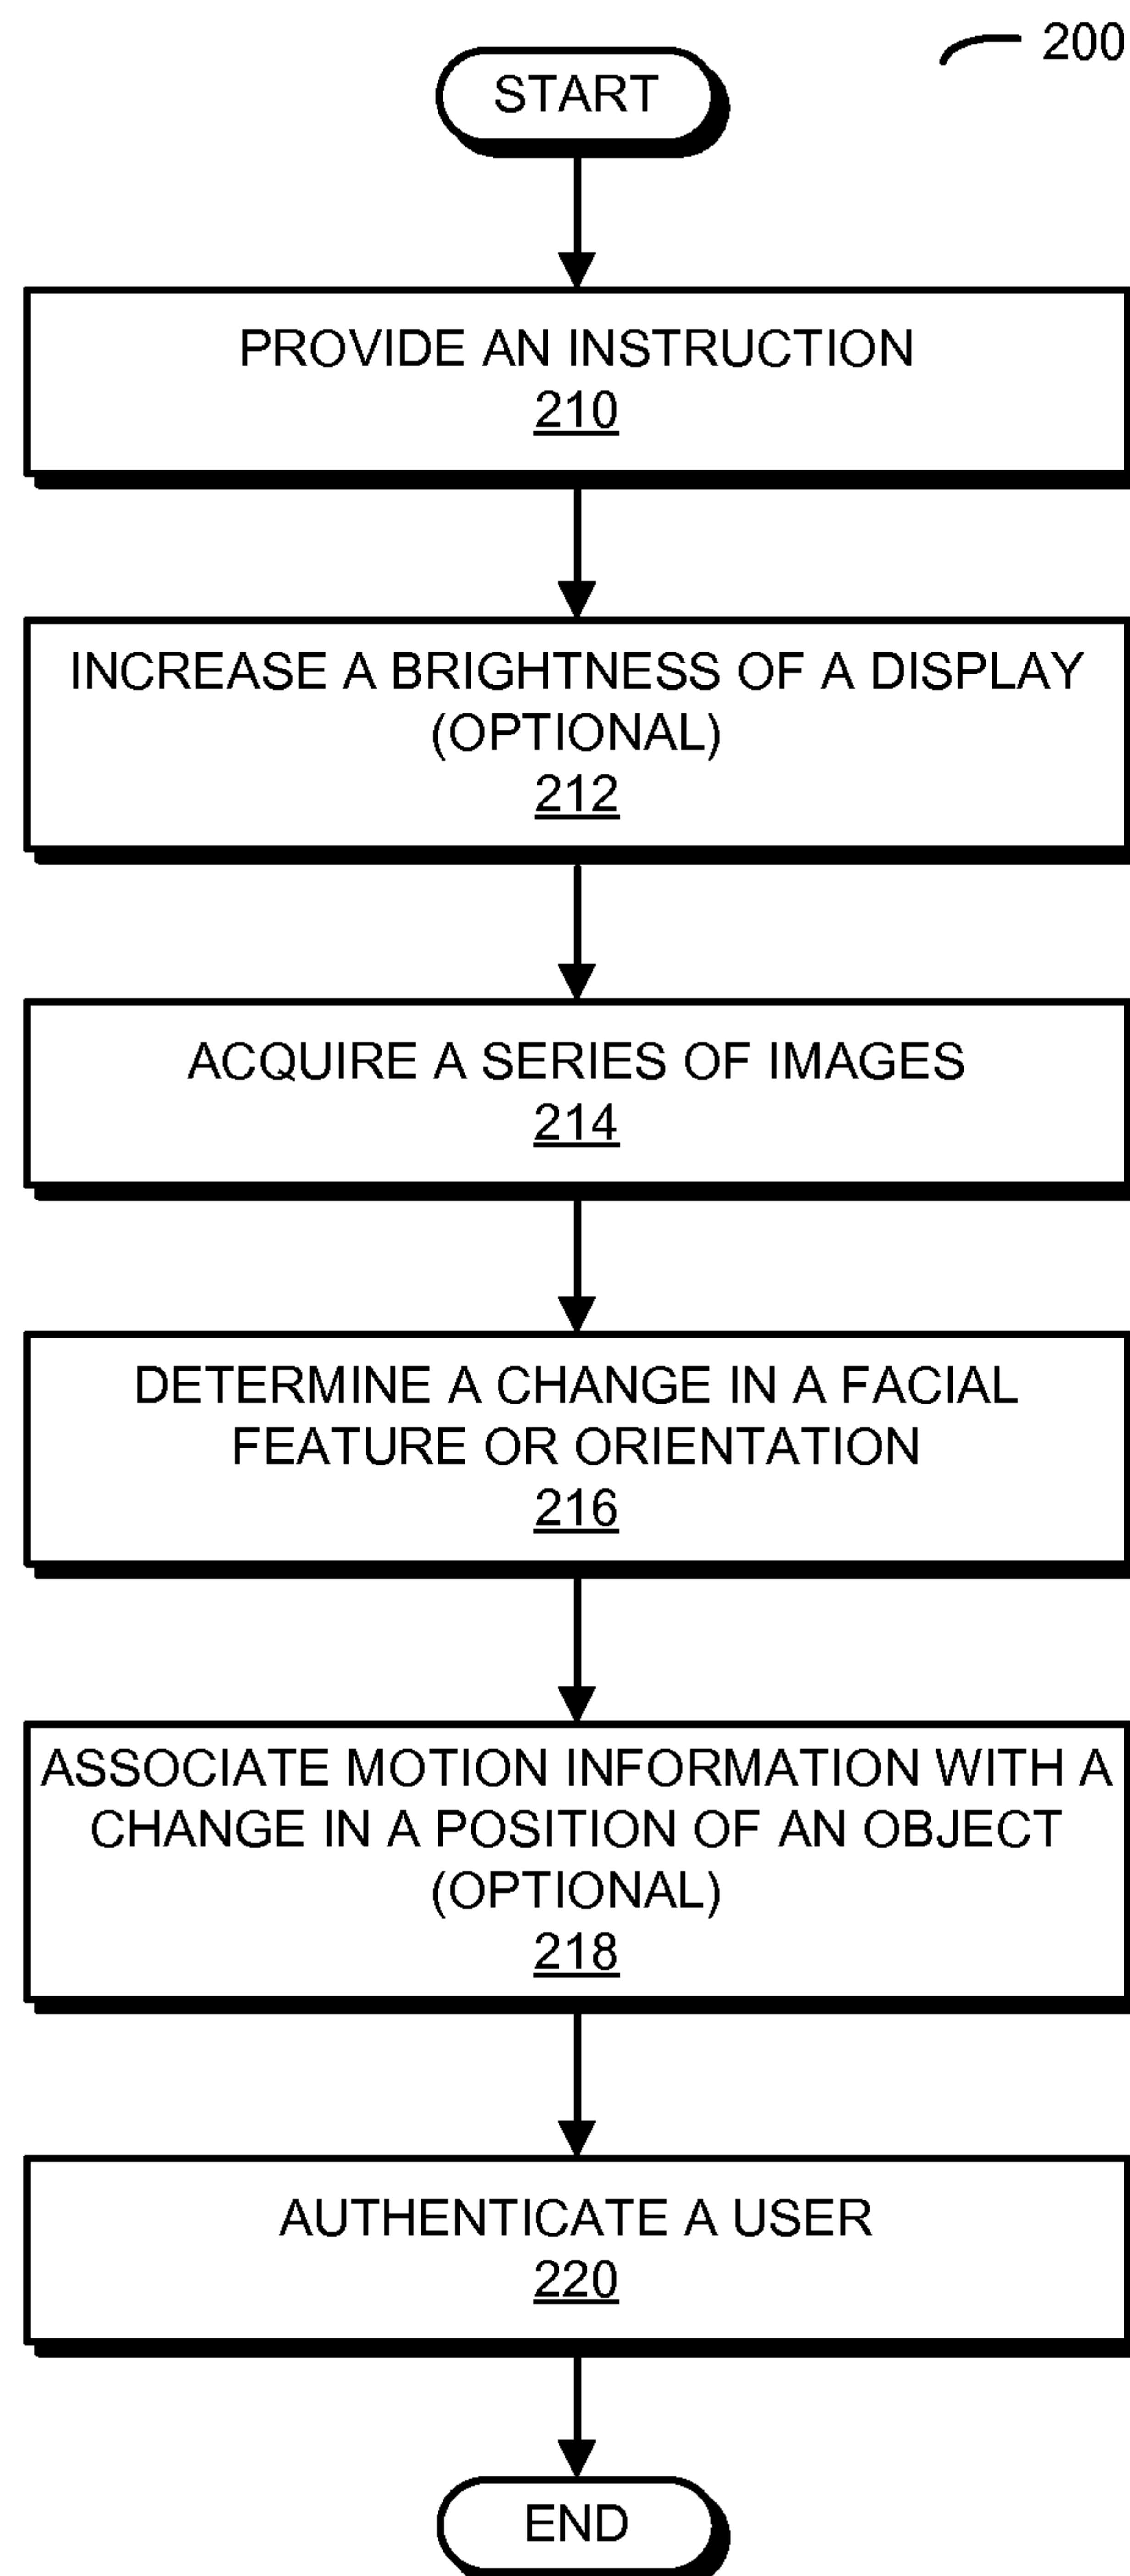 200
START
PROVIDE AN INSTRUCTION
210
INCREASE A BRIGHTNESS OF A DISPLAY
(OPTIONAL)
212
ACQUIRE A SERIES OF IMAGES
214
DETERMINE A CHANGE IN A FACIAL
FEATURE OR ORIENTATION
216
ASSOCIATE MOTION INFORMATION WITH A
CHANGE IN A POSITION OF AN OBJECT
(OPTIONAL)
218
AUTHENTICATE A USER
220
END